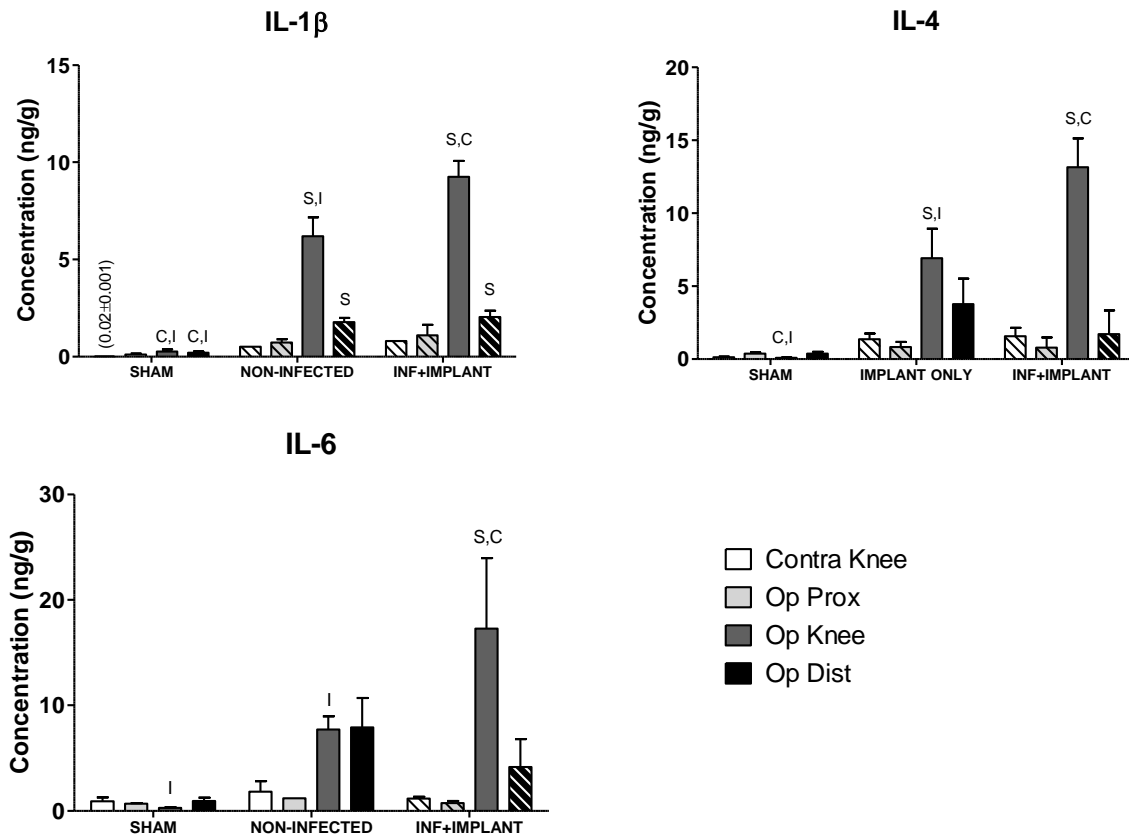 IL-1β
15
10
5
0
Concentration (ng/g)
(0.02±0.001)
C,I
C,I
S,I
S
S,C
S
SHAM
NON-INFECTED
INF+IMPLANT
IL-4
20
15
10
5
0
Concentration (ng/g)
C,I
S,I
S,C
SHAM
IMPLANT ONLY
INF+IMPLANT
IL-6
30
20
10
0
Concentration (ng/g)
I
I
S,C
SHAM
NON-INFECTED
INF+IMPLANT
Contra Knee
Op Prox
Op Knee
Op Dist